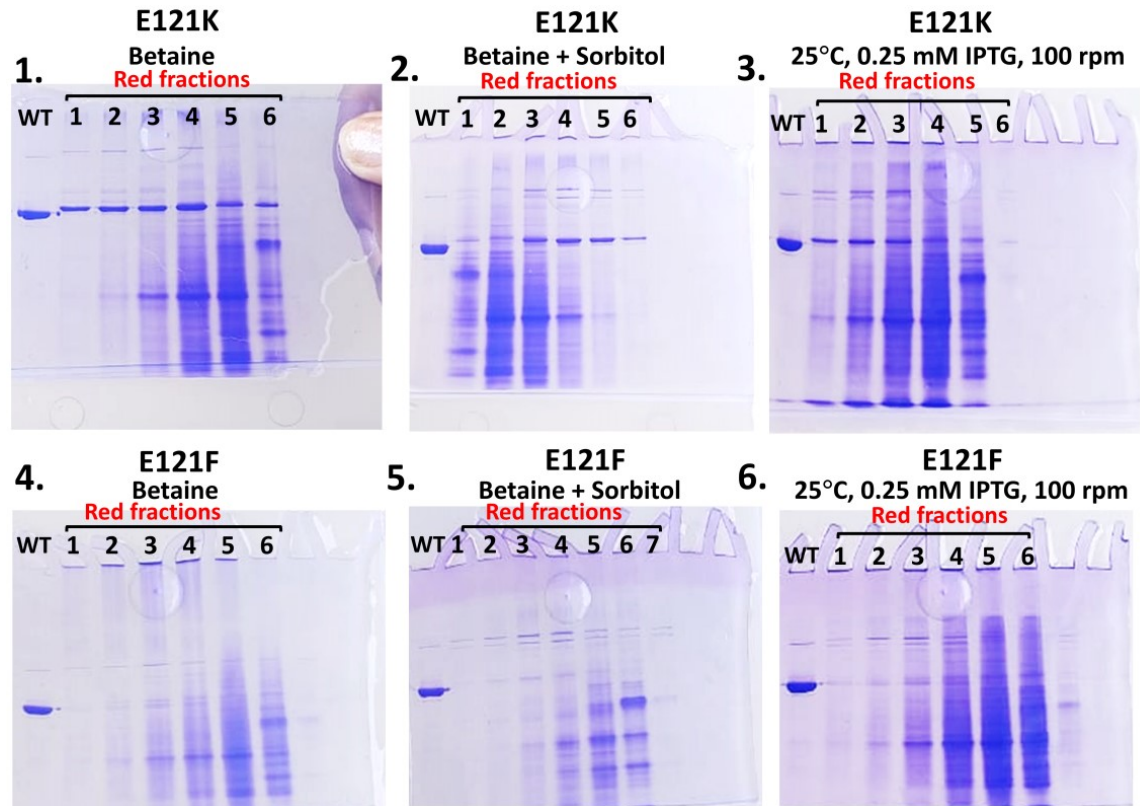 E121K
Betaine
1.
Red fractions
WT 1 2 3 4 5 6
E121K
Betaine + Sorbitol
2.
Red fractions
WT 1 2 3 4 5 6
E121K
25°C, 0.25 mM IPTG, 100 rpm
3.
Red fractions
WT 1 2 3 4 5 6
E121F
Betaine
4.
Red fractions
WT 1 2 3 4 5 6
E121F
Betaine + Sorbitol
5.
Red fractions
WT 1 2 3 4 5 6 7
E121F
25°C, 0.25 mM IPTG, 100 rpm
6.
Red fractions
WT 1 2 3 4 5 6